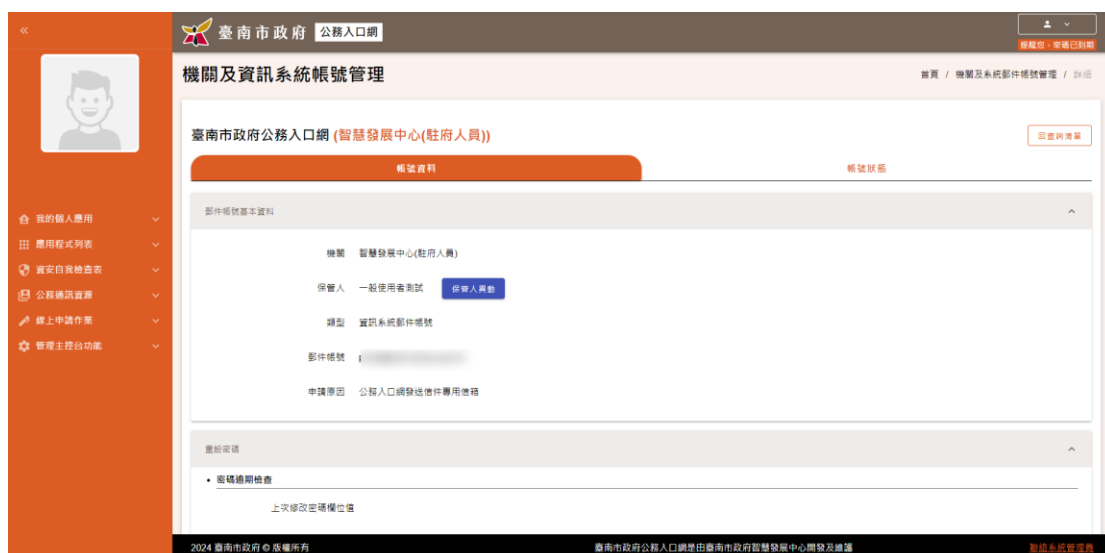 臺南市政府 公務入口網
提醒您，密碼已到期
機關及資訊系統帳號管理
首頁 / 機關及系統郵件帳號管理 / 詳細
臺南市政府公務入口網 (智慧發展中心(駐府人員))
回查詢清單
帳號資料
帳號狀態
我的個人應用
應用程式列表
資安自我檢查表
公務通訊資源
線上申請作業
管理主控台功能
郵件帳號基本資料
機關 智慧發展中心(駐府人員)
保管人 一般使用者測試 保管人異動
類型 資訊系統郵件帳號
郵件帳號
申請原因 公務入口網發送信件專用信箱
重設密碼
• 密碼逾期檢查
上次修改密碼欄位值
2024 臺南市政府 © 版權所有
臺南市政府公務入口網是由臺南市政府智慧發展中心開發及維護
聯絡系統管理員